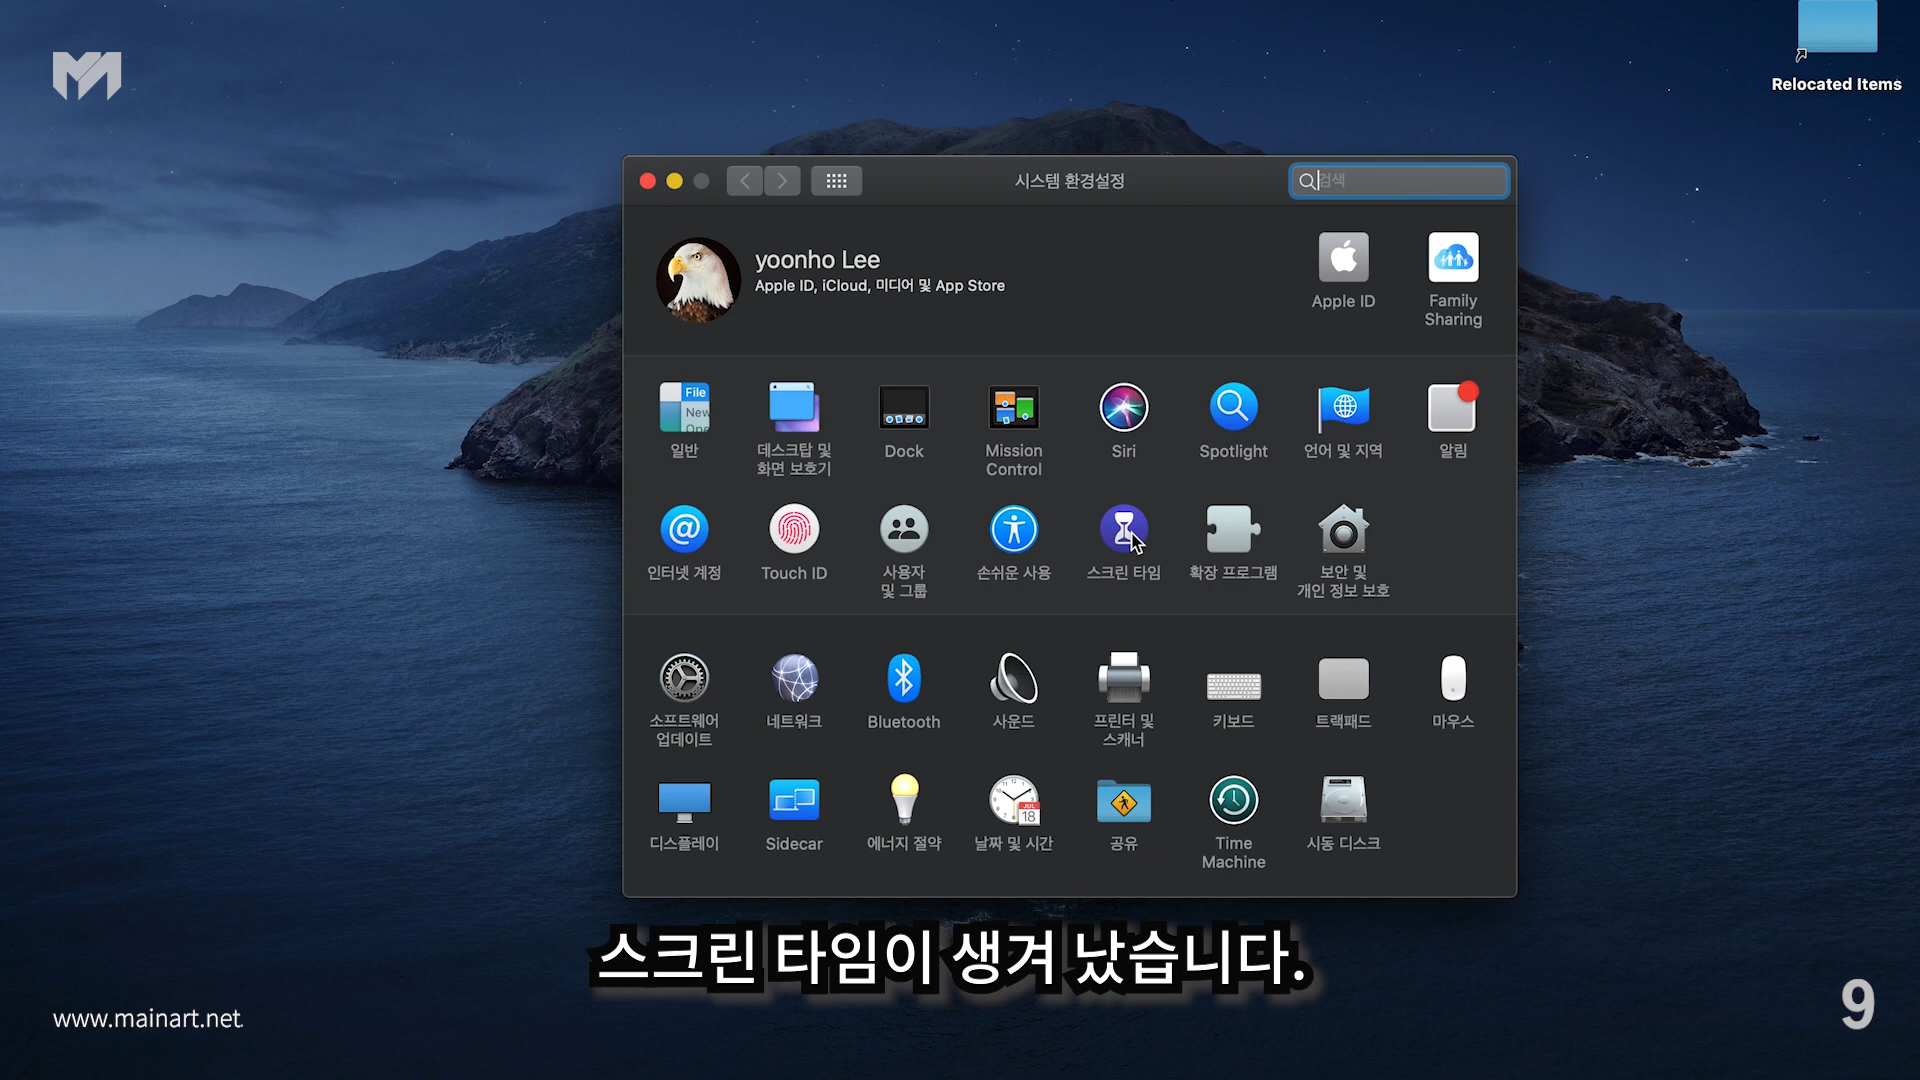 Relocated Items
시스템 환경설정
검색
yoonho Lee
Apple ID, iCloud, 미디어 및 App Store
Apple ID
Family
Sharing
File
New
One
일반
데스크탑 및
화면 보호기
Dock
Mission
Control
Siri
Spotlight
언어 및 지역
알림
@
인터넷 계정
Touch ID
사용자
및 그룹
손쉬운 사용
스크린 타임
확장 프로그램
보안 및
개인 정보 보호
소프트웨어
업데이트
네트워크
Bluetooth
사운드
프린터 및
스캐너
키보드
트랙패드
마우스
디스플레이
Sidecar
에너지 절약
JUL
18
날짜 및 시간
공유
Time
Machine
시동 디스크
스크린 타임이 생겨 났습니다.
www.mainart.net
9